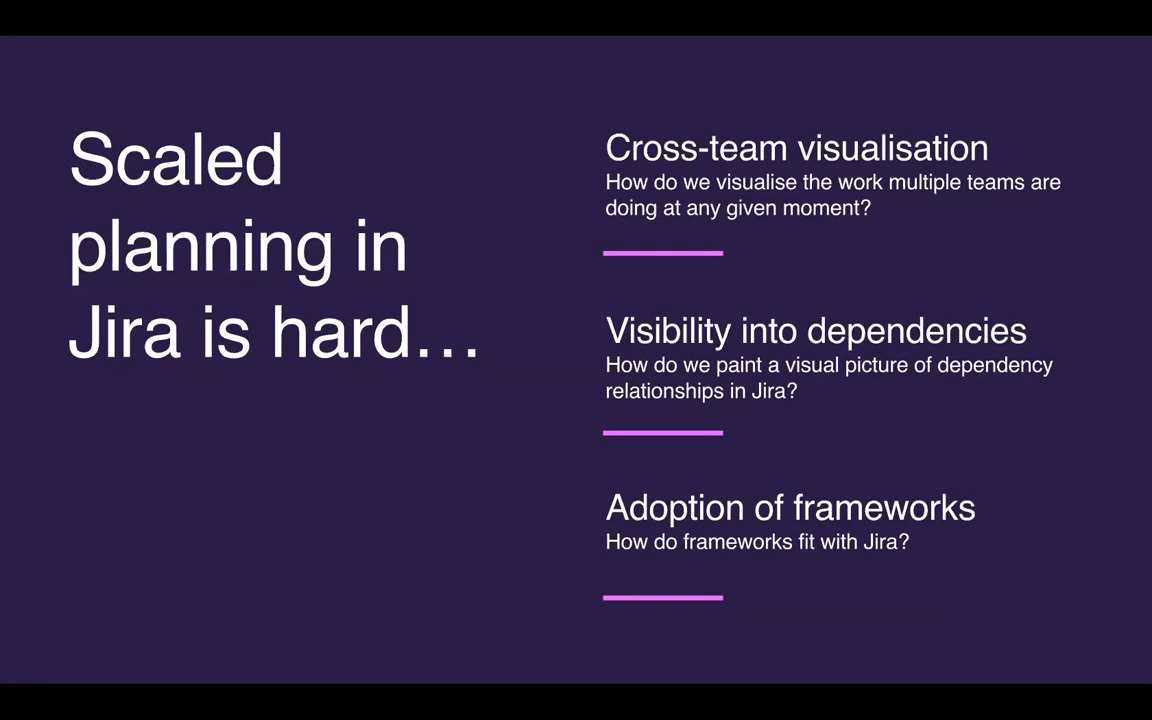 Scaled
planning in
Jira is hard…
Cross-team visualisation
How do we visualise the work multiple teams are
doing at any given moment?
Visibility into dependencies
How do we paint a visual picture of dependency
relationships in Jira?
Adoption of frameworks
How do frameworks fit with Jira?